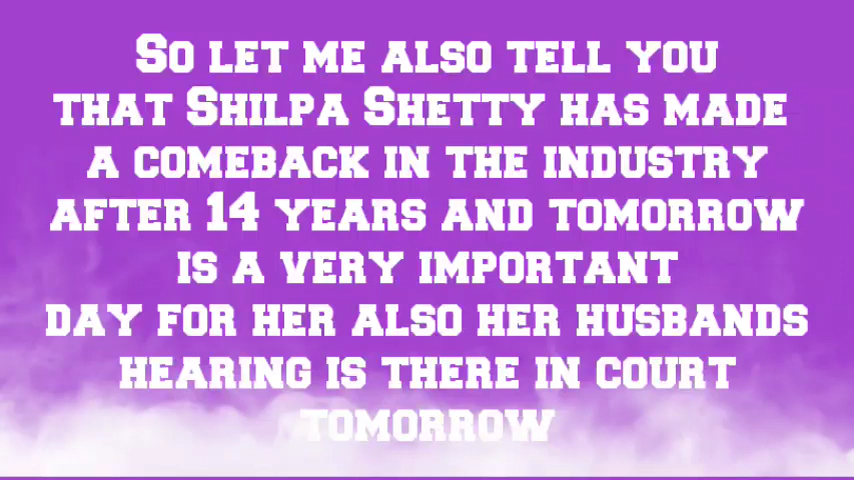 So let me also tell you
that Shilpa Shetty has made
a comeback in the industry
after 14 years and tomorrow
is a very important
day for her also her husbands
hearing is there in court
tomorrow